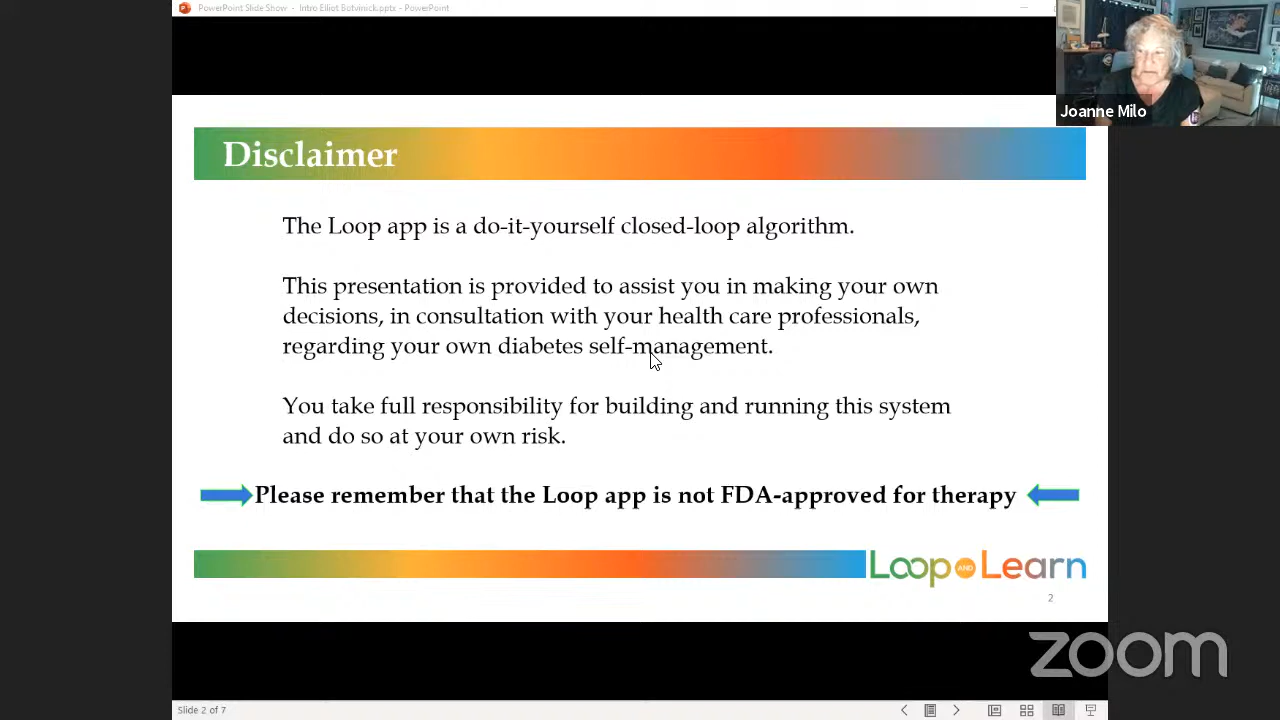 PowerPoint Slide Show - Intro Elliot Botvinick.pptx - PowerPoint
Joanne Milo
Disclaimer
The Loop app is a do-it-yourself closed-loop algorithm.
This presentation is provided to assist you in making your own
decisions, in consultation with your health care professionals,
regarding your own diabetes self-management.
You take full responsibility for building and running this system
and do so at your own risk.
Please remember that the Loop app is not FDA-approved for therapy
Loop AND Learn
2
zoom
Slide 2 of 7